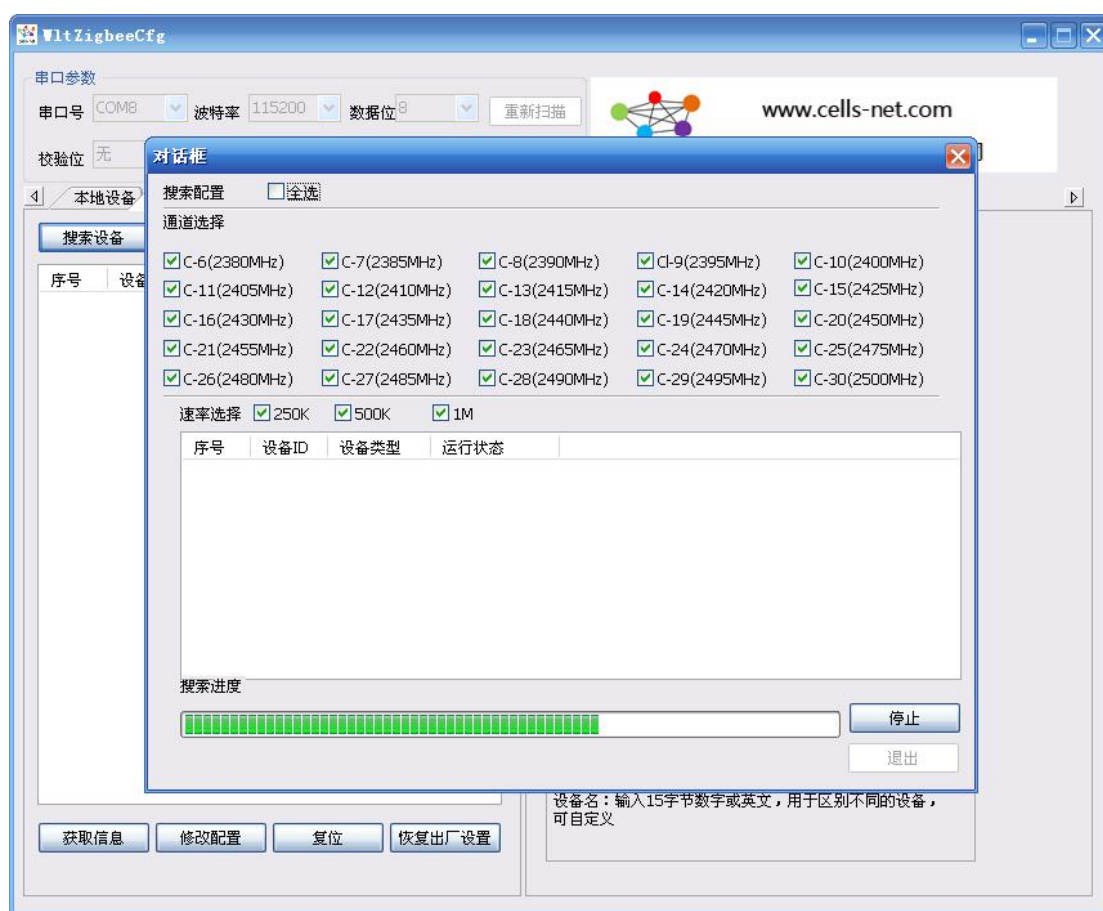 WltZigbeeCfg
串口参数
串口号 COM8 波特率 115200 数据位 8 重新扫描
www.cells-net.com
校验位 无
对话框
本地设备
搜索配置 全选
通道选择
搜索设备
C-6(2380MHz) C-7(2385MHz) C-8(2390MHz) Cl-9(2395MHz) C-10(2400MHz)
序号
C-11(2405MHz) C-12(2410MHz) C-13(2415MHz) C-14(2420MHz) C-15(2425MHz)
C-16(2430MHz) C-17(2435MHz) C-18(2440MHz) C-19(2445MHz) C-20(2450MHz)
C-21(2455MHz) C-22(2460MHz) C-23(2465MHz) C-24(2470MHz) C-25(2475MHz)
C-26(2480MHz) C-27(2485MHz) C-28(2490MHz) C-29(2495MHz) C-30(2500MHz)
速率选择 250K 500K 1M
序号 设备ID 设备类型 运行状态
搜索进度
停止
退出
设备名：输入15字节数字或英文，用于区别不同的设备，
可自定义
获取信息 修改配置 复位 恢复出厂设置